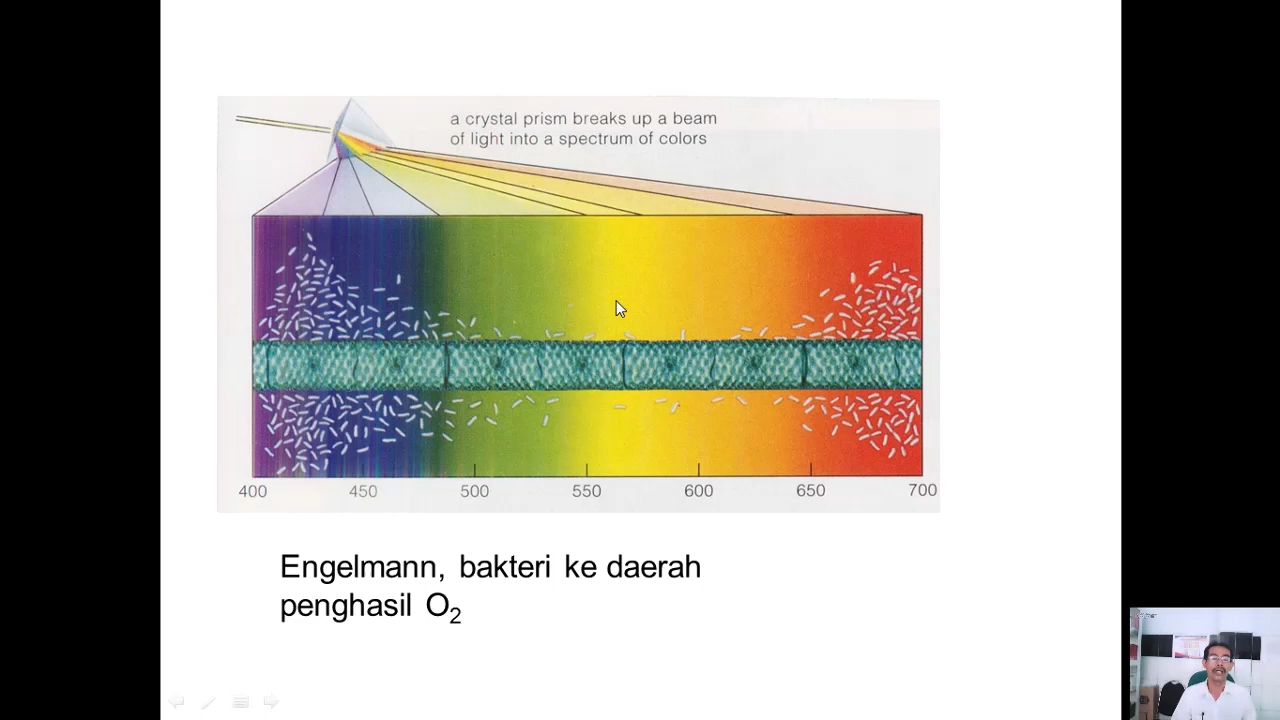 a crystal prism breaks up a beam
of light into a spectrum of colors
400 450 500 550 600 650 700
Engelmann, bakteri ke daerah
penghasil O₂